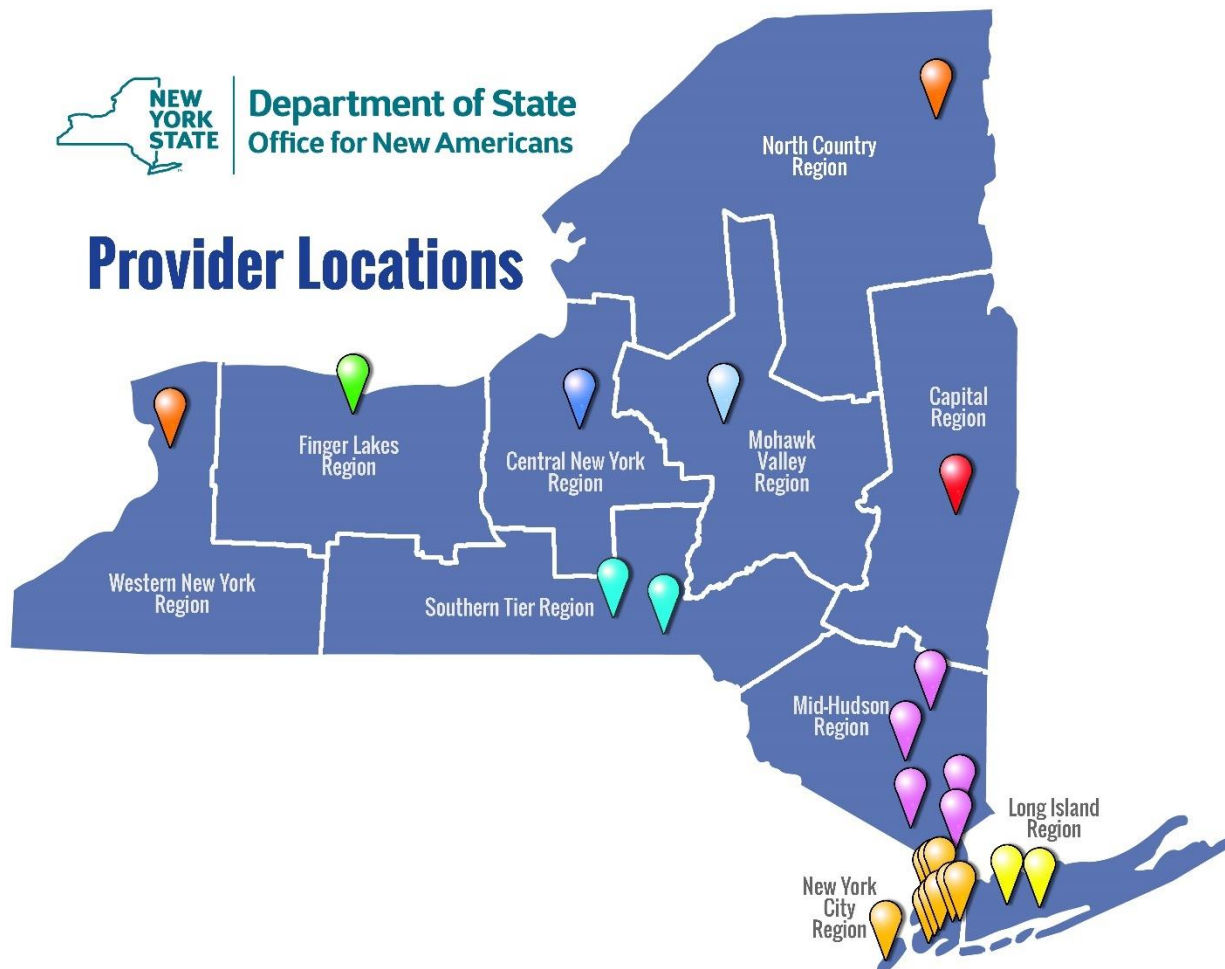 NEW
YORK
STATE
Department of State
Office for New Americans
Provider Locations
North Country
Region
Capital
Region
Finger Lakes
Region
Central New York
Region
Mohawk
Valley
Region
Western New York
Region
Southern Tier Region
Mid-Hudson
Region
Long Island
Region
New York
City
Region